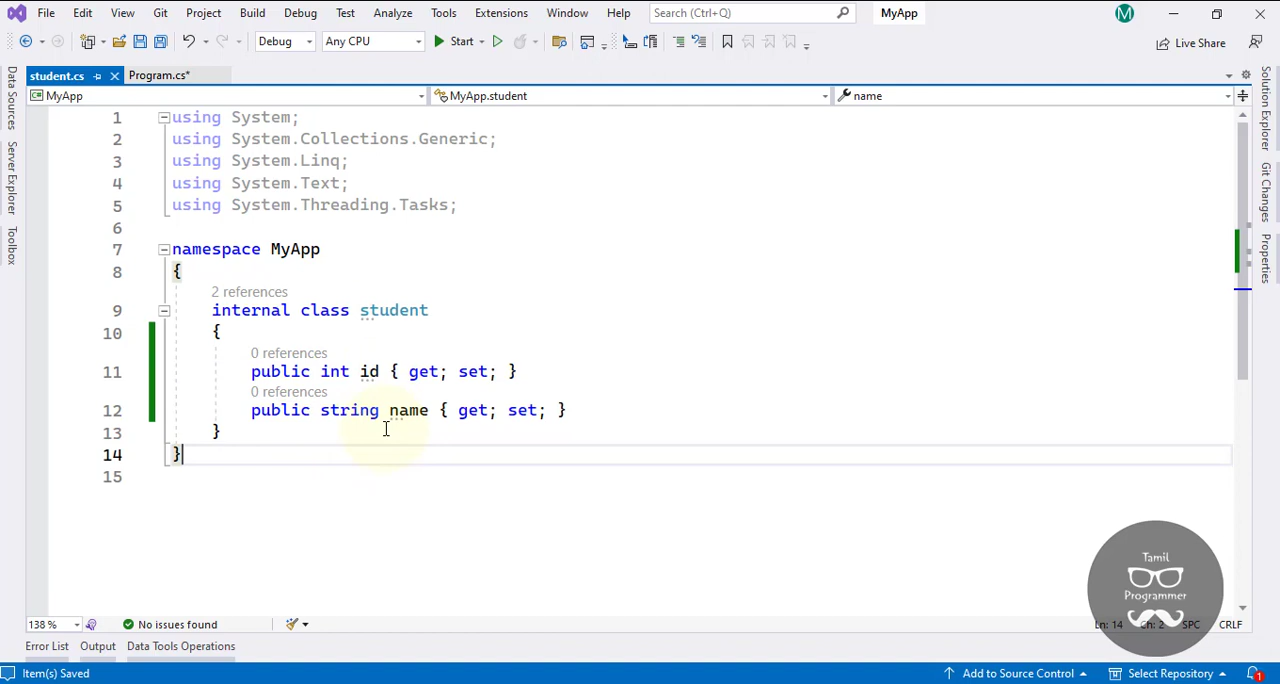 File Edit View Git Project Build Debug Test Analyze Tools Extensions Window Help Search (Ctrl+Q) MyApp M
Debug Any CPU Start Live Share
student.cs Program.cs*
MyApp MyApp.student name
1 using System;
2 using System.Collections.Generic;
3 using System.Linq;
4 using System.Text;
5 using System.Threading.Tasks;
6
7 namespace MyApp
8 {
2 references
9 internal class student
10 {
0 references
11 public int id { get; set; }
0 references
12 public string name { get; set; }
13 }
14 }
15
Data Sources
Server Explorer
Toolbox
Solution Explorer
Git Changes
Properties
Tamil
Programmer
138 % No issues found Ln: 14 Ch: 2 SPC CRLF
Error List Output Data Tools Operations
Item(s) Saved Add to Source Control Select Repository 1